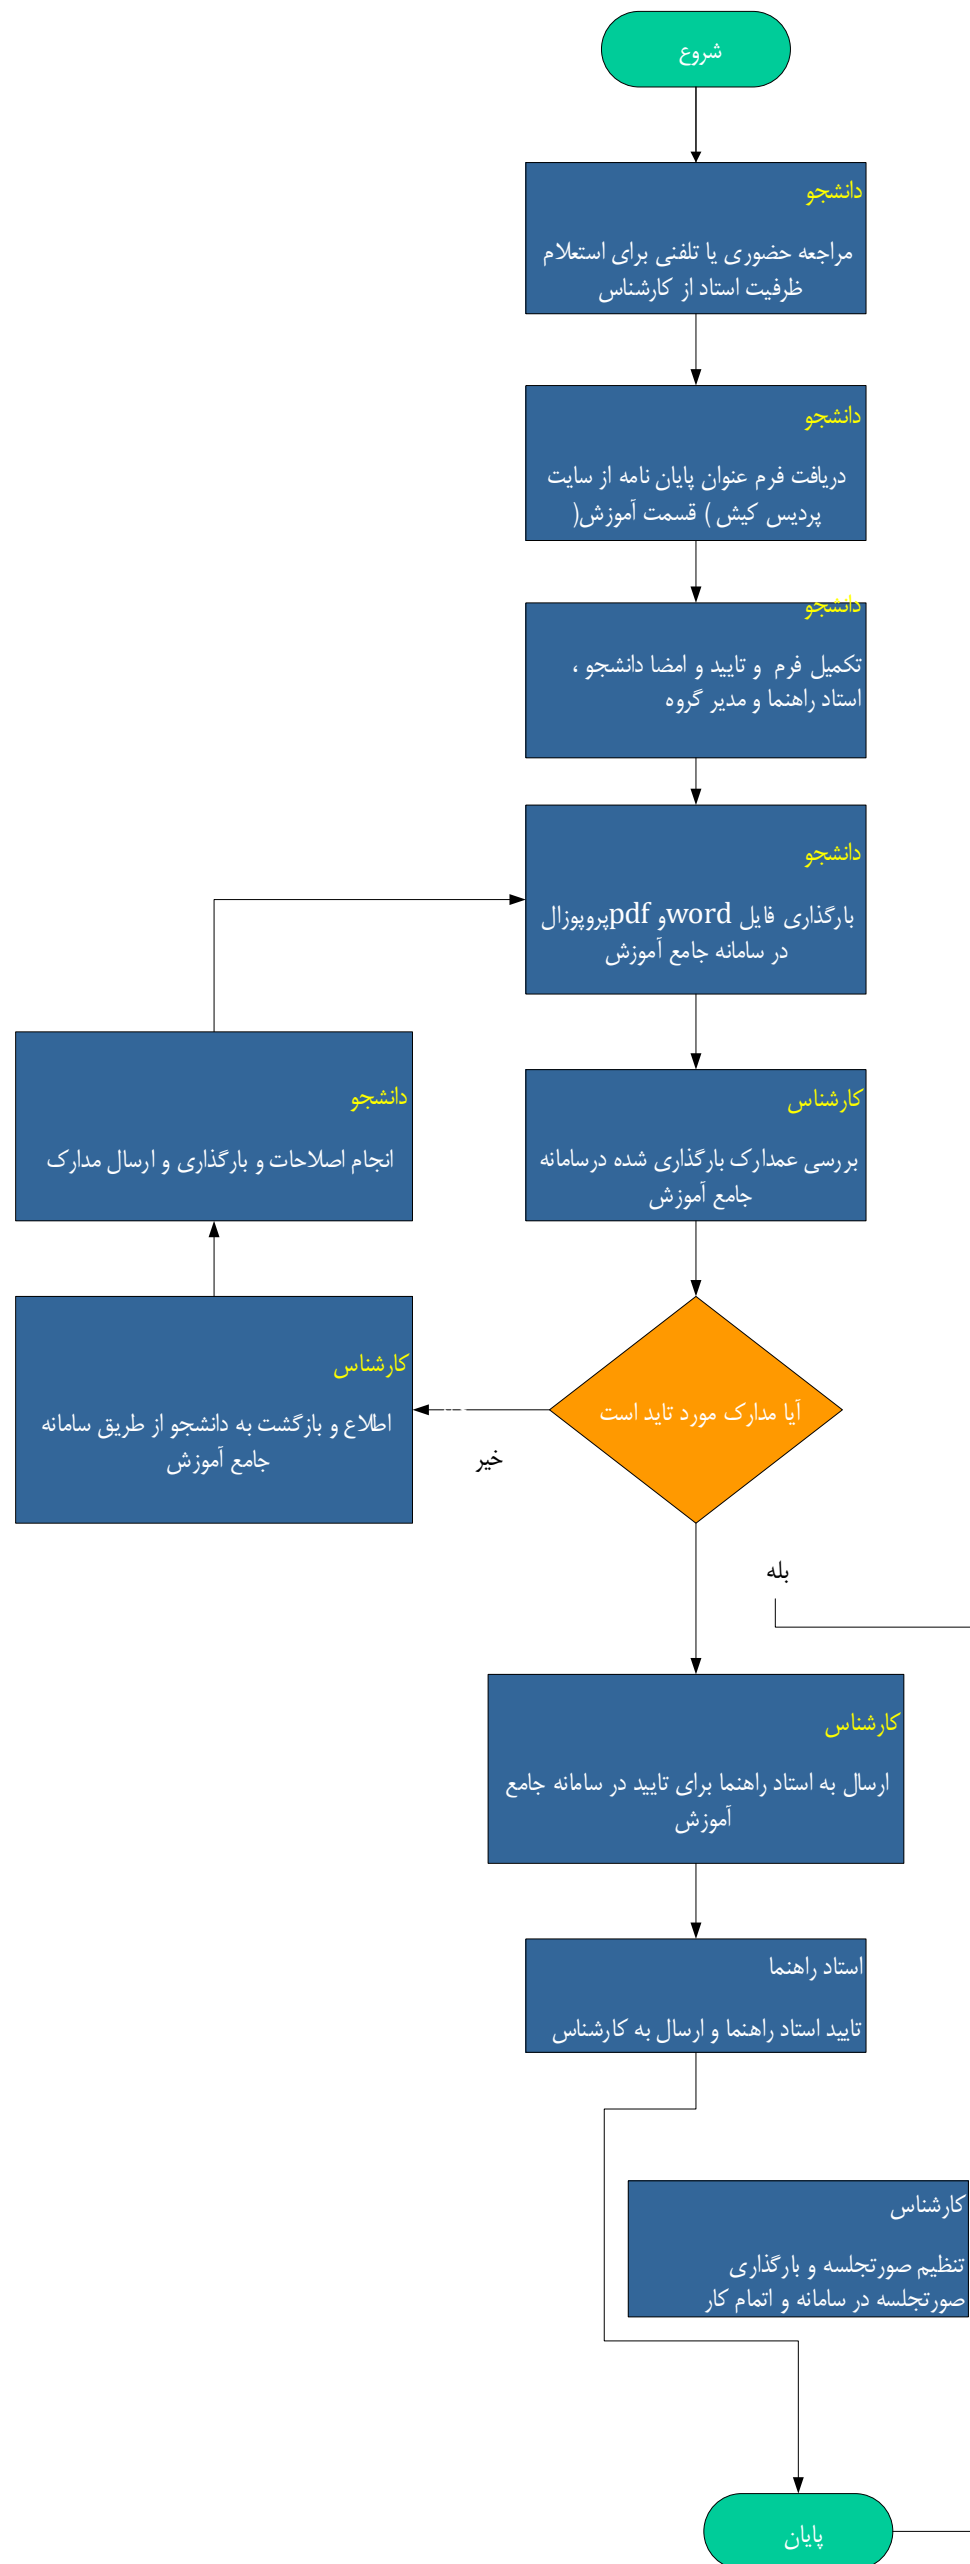 شروع
دانشجو
مراجعه حضوری یا تلفنی برای استعلام
ظرفیت استاد از کارشناس
دانشجو
دریافت فرم عنوان پایان نامه از سایت
پردیس کیش ) قسمت آموزش(
دانشجو
تکمیل فرم و تایید و امضا دانشجو ،
استاد راهنما و مدیر گروه
دانشجو
بارگذاری فایل wordو pdfپروپوزال
در سامانه جامع آموزش
دانشجو
انجام اصلاحات و بارگذاری و ارسال مدارک
کارشناس
بررسی عمدارک بارگذاری شده درسامانه
جامع آموزش
کارشناس
اطلاع و بازگشت به دانشجو از طریق سامانه
جامع آموزش
آیا مدارک مورد تاید است
خیر
بله
کارشناس
ارسال به استاد راهنما برای تایید در سامانه جامع
آموزش
استاد راهنما
تایید استاد راهنما و ارسال به کارشناس
کارشناس
تنظیم صورتجلسه و بارگذاری
صورتجلسه در سامانه و اتمام کار
پایان